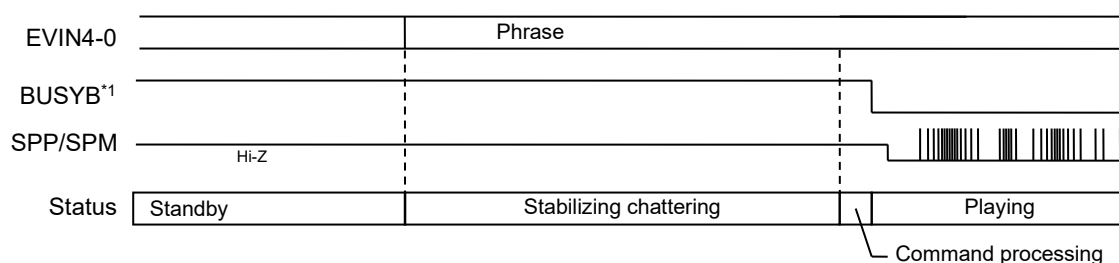 EVIN4-0 Phrase
BUSYB*1
SPP/SPM
Hi-Z
Status Standby Stabilizing chattering Playing
Command processing